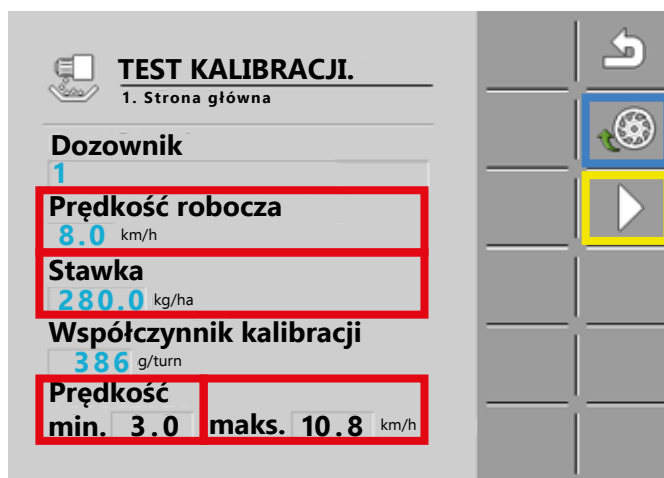 TEST KALIBRACJI.
1. Strona główna
Dozownik
1
Prędkość robocza
8.0 km/h
Stawka
280.0 kg/ha
Współczynnik kalibracji
386 g/turn
Prędkość
min. 3.0 maks. 10.8 km/h